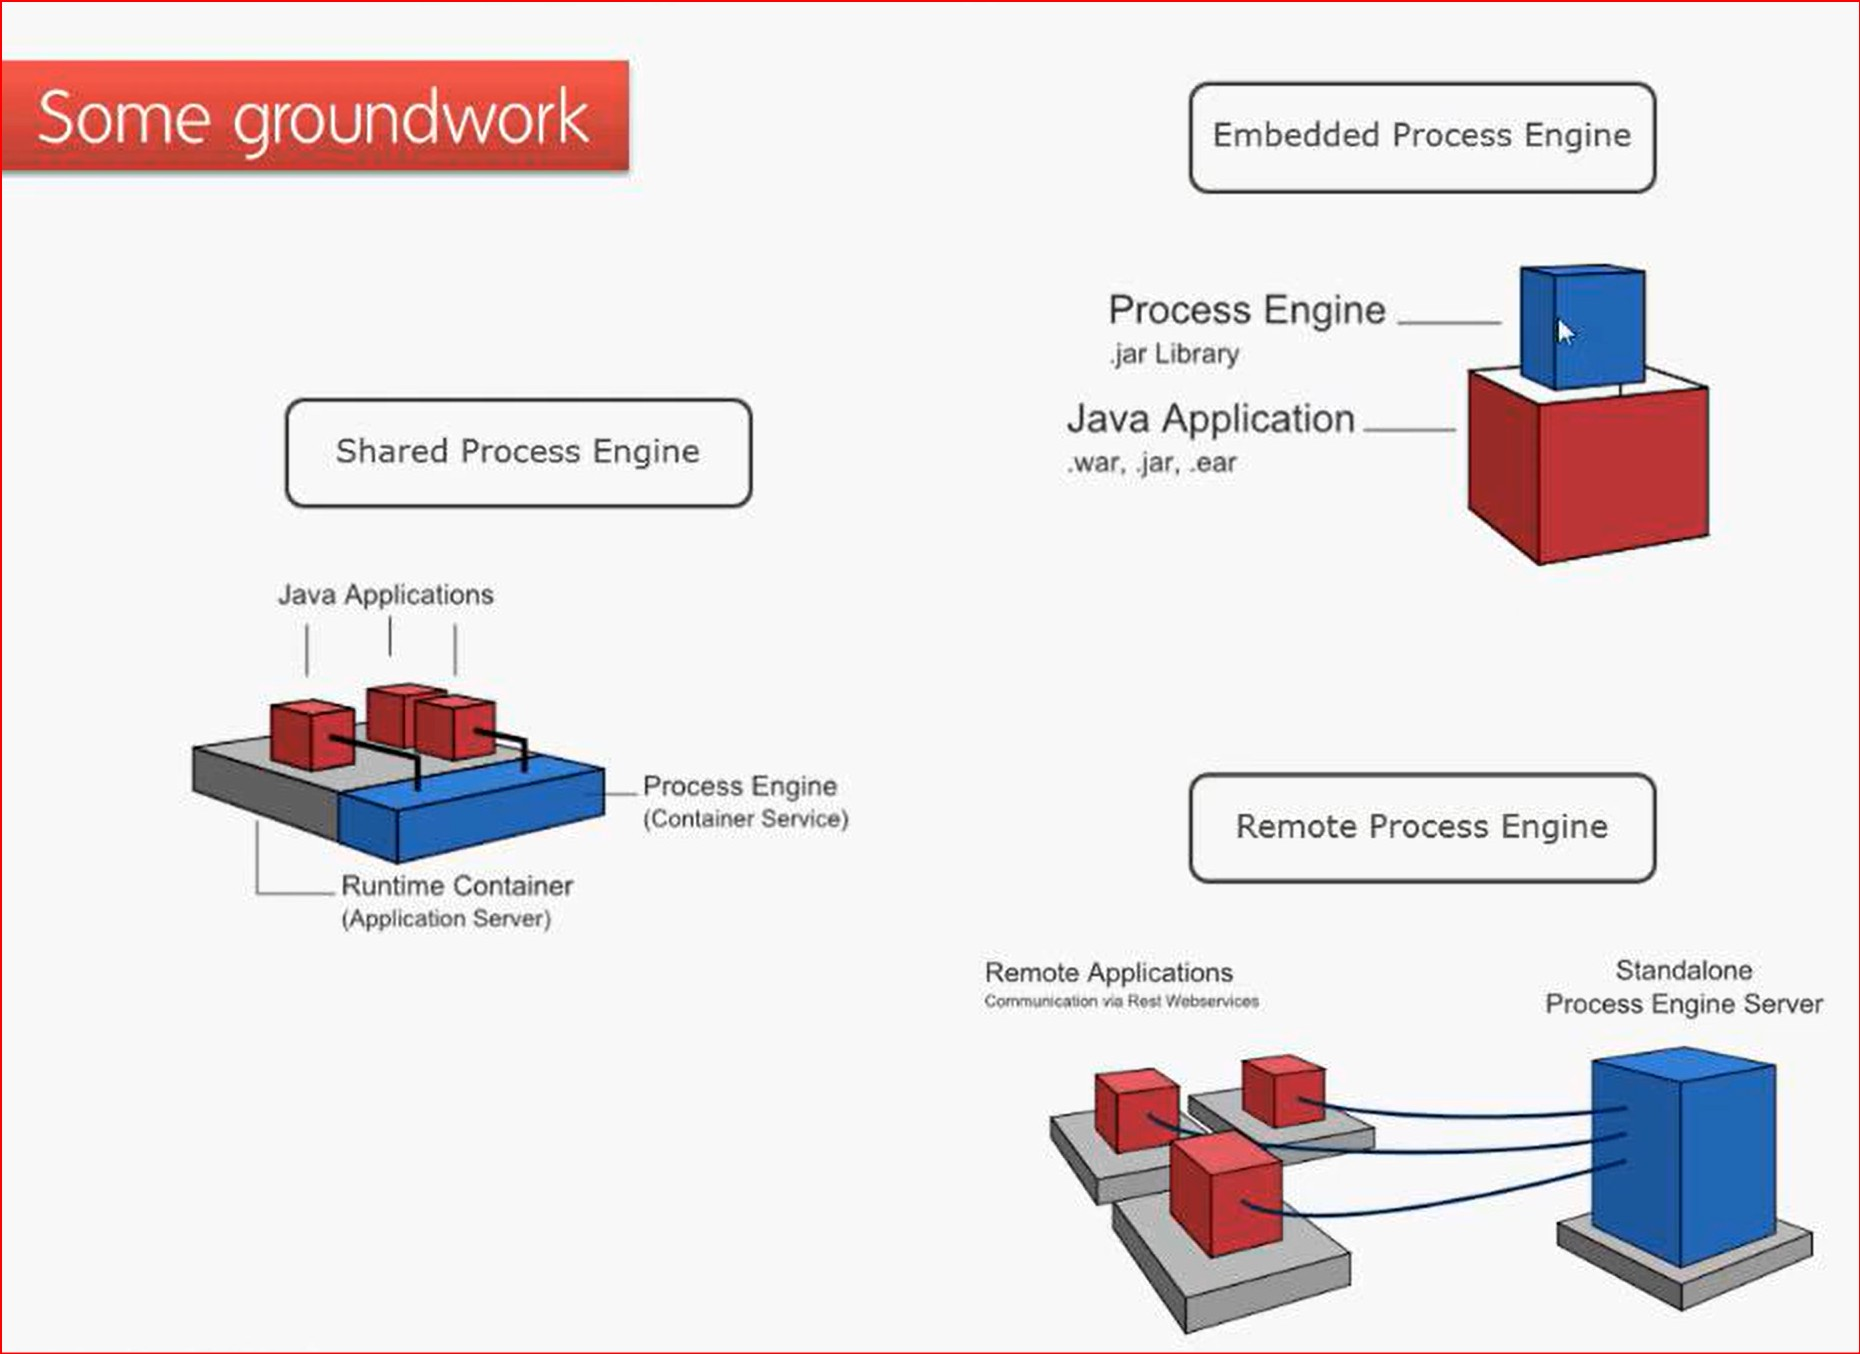 Some groundwork
Embedded Process Engine
Process Engine
.jar Library
Java Application
.war, .jar, .ear
Shared Process Engine
Java Applications
Process Engine
(Container Service)
Runtime Container
(Application Server)
Remote Process Engine
Remote Applications
Communication via Rest Webservices
Standalone
Process Engine Server